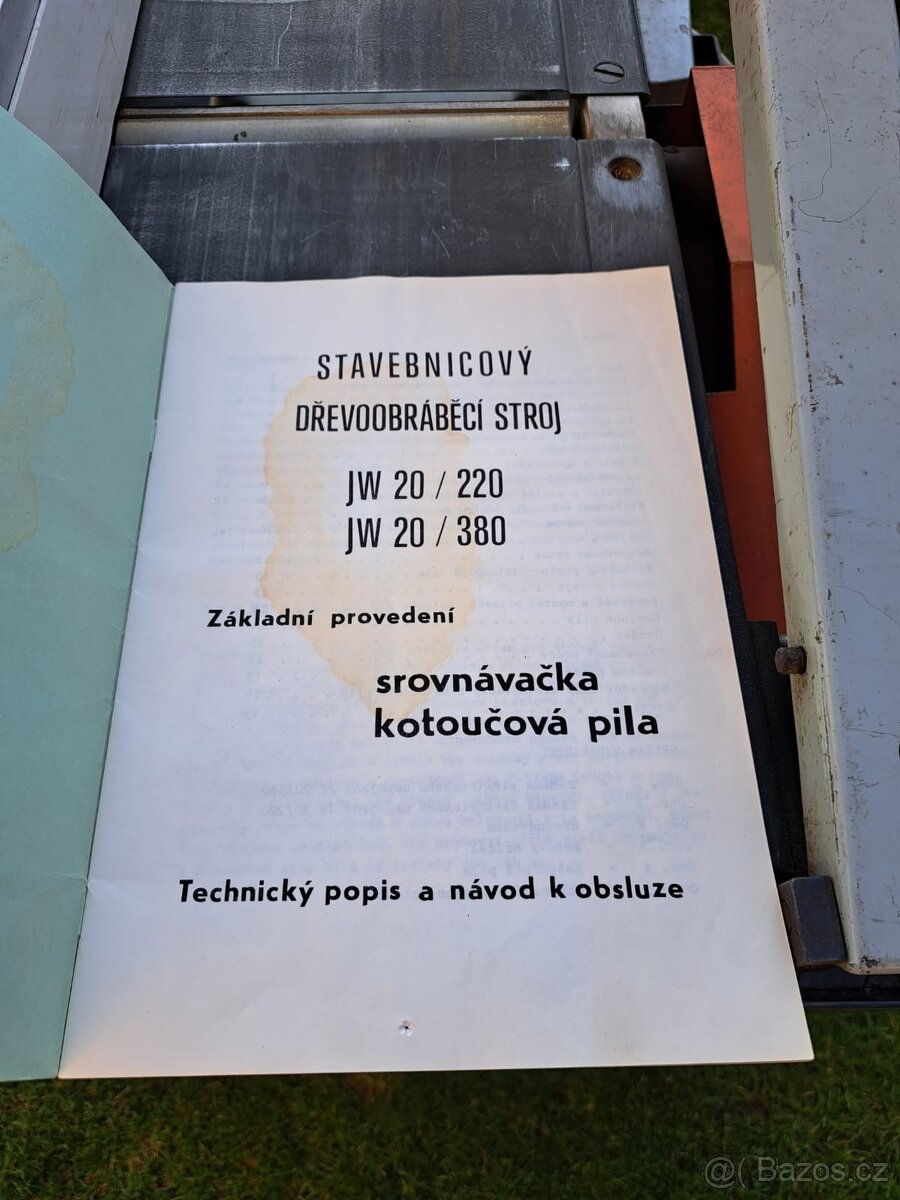 STAVEBNICOVÝ
DŘEVOOBRÁBĚCÍ STROJ
JW 20 / 220
JW 20 / 380
Základní provedení
srovnávačka
kotoučová pila
Technický popis a návod k obsluze
@( Bazos.cz